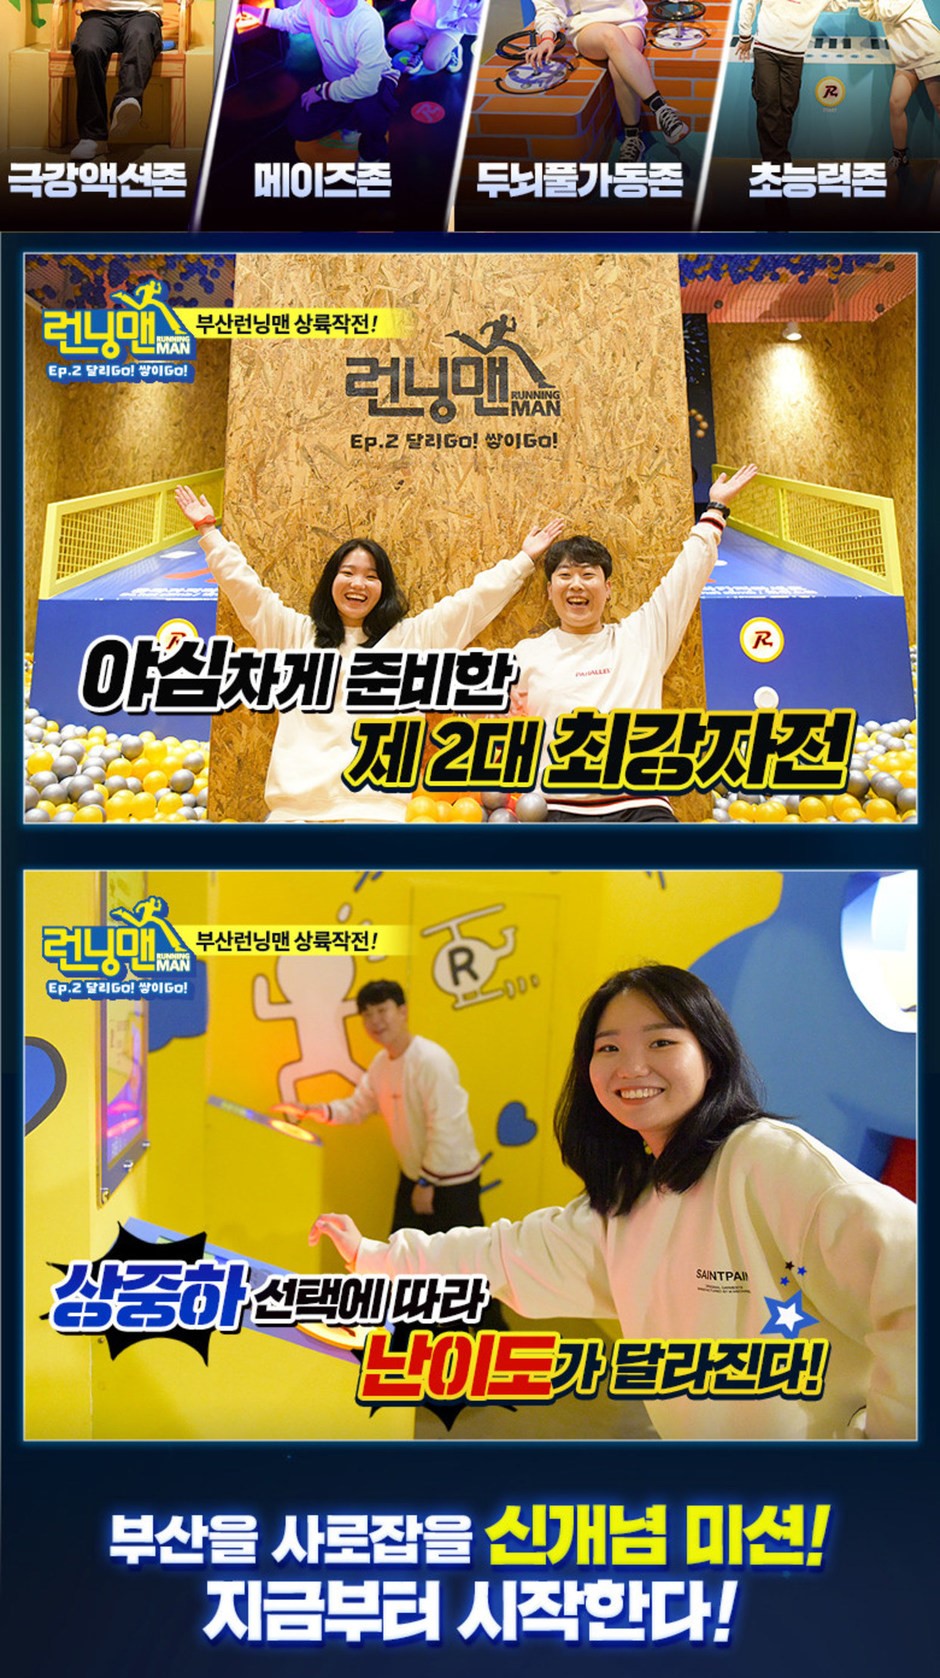 극강액션존
메이즈존
두뇌풀가동존
초능력존
런닝맨
RUNNING
MAN
Ep.2 달리Go! 쌓이Go!
부산런닝맨 상륙작전!
런닝맨
RUNNING
MAN
Ep.2 달리Go! 쌓이Go!
R
R
PARALLEL
야심차게 준비한
제 2대 최강자전
런닝맨
RUNNING
MAN
Ep.2 달리Go! 쌓이Go!
부산런닝맨 상륙작전!
R
SAINTPAIN
상중하 선택에 따라
난이도가 달라진다!
부산을 사로잡을 신개념 미션!
지금부터 시작한다!